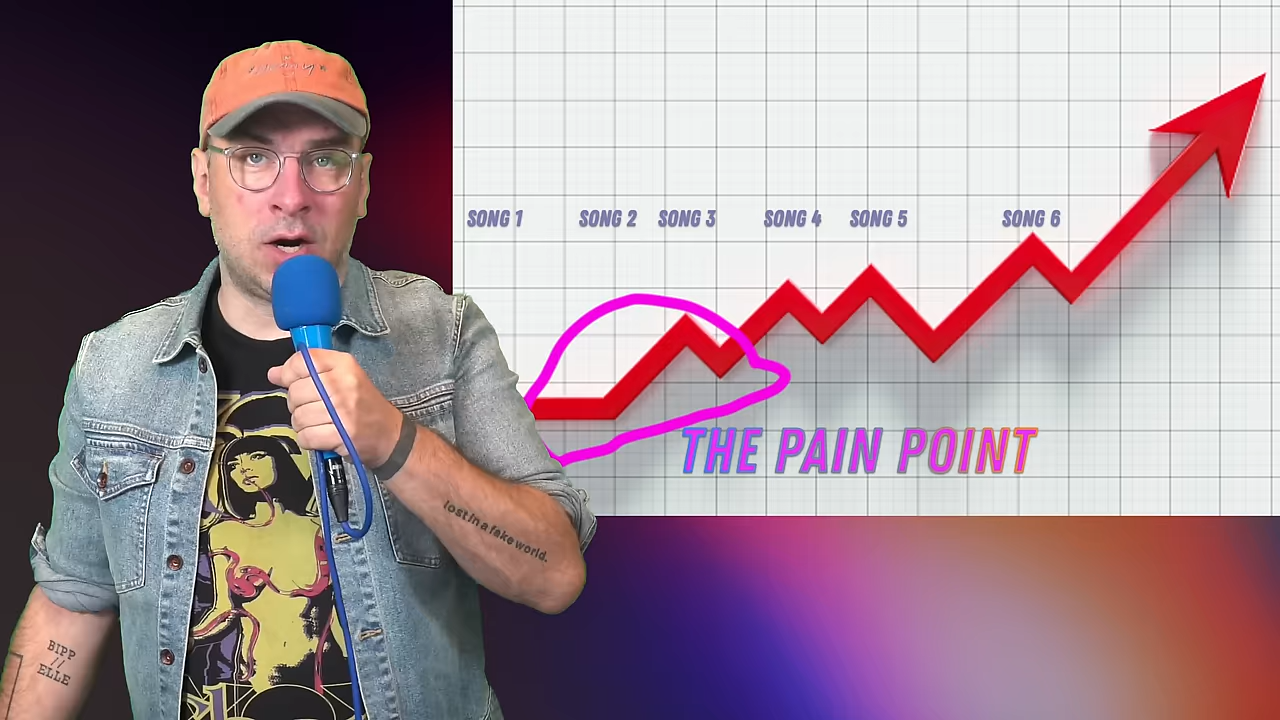 SONG 1 SONG 2 SONG 3 SONG 4 SONG 5 SONG 6
THE PAIN POINT
lost in a fake world.
BIPP
//
ELLE